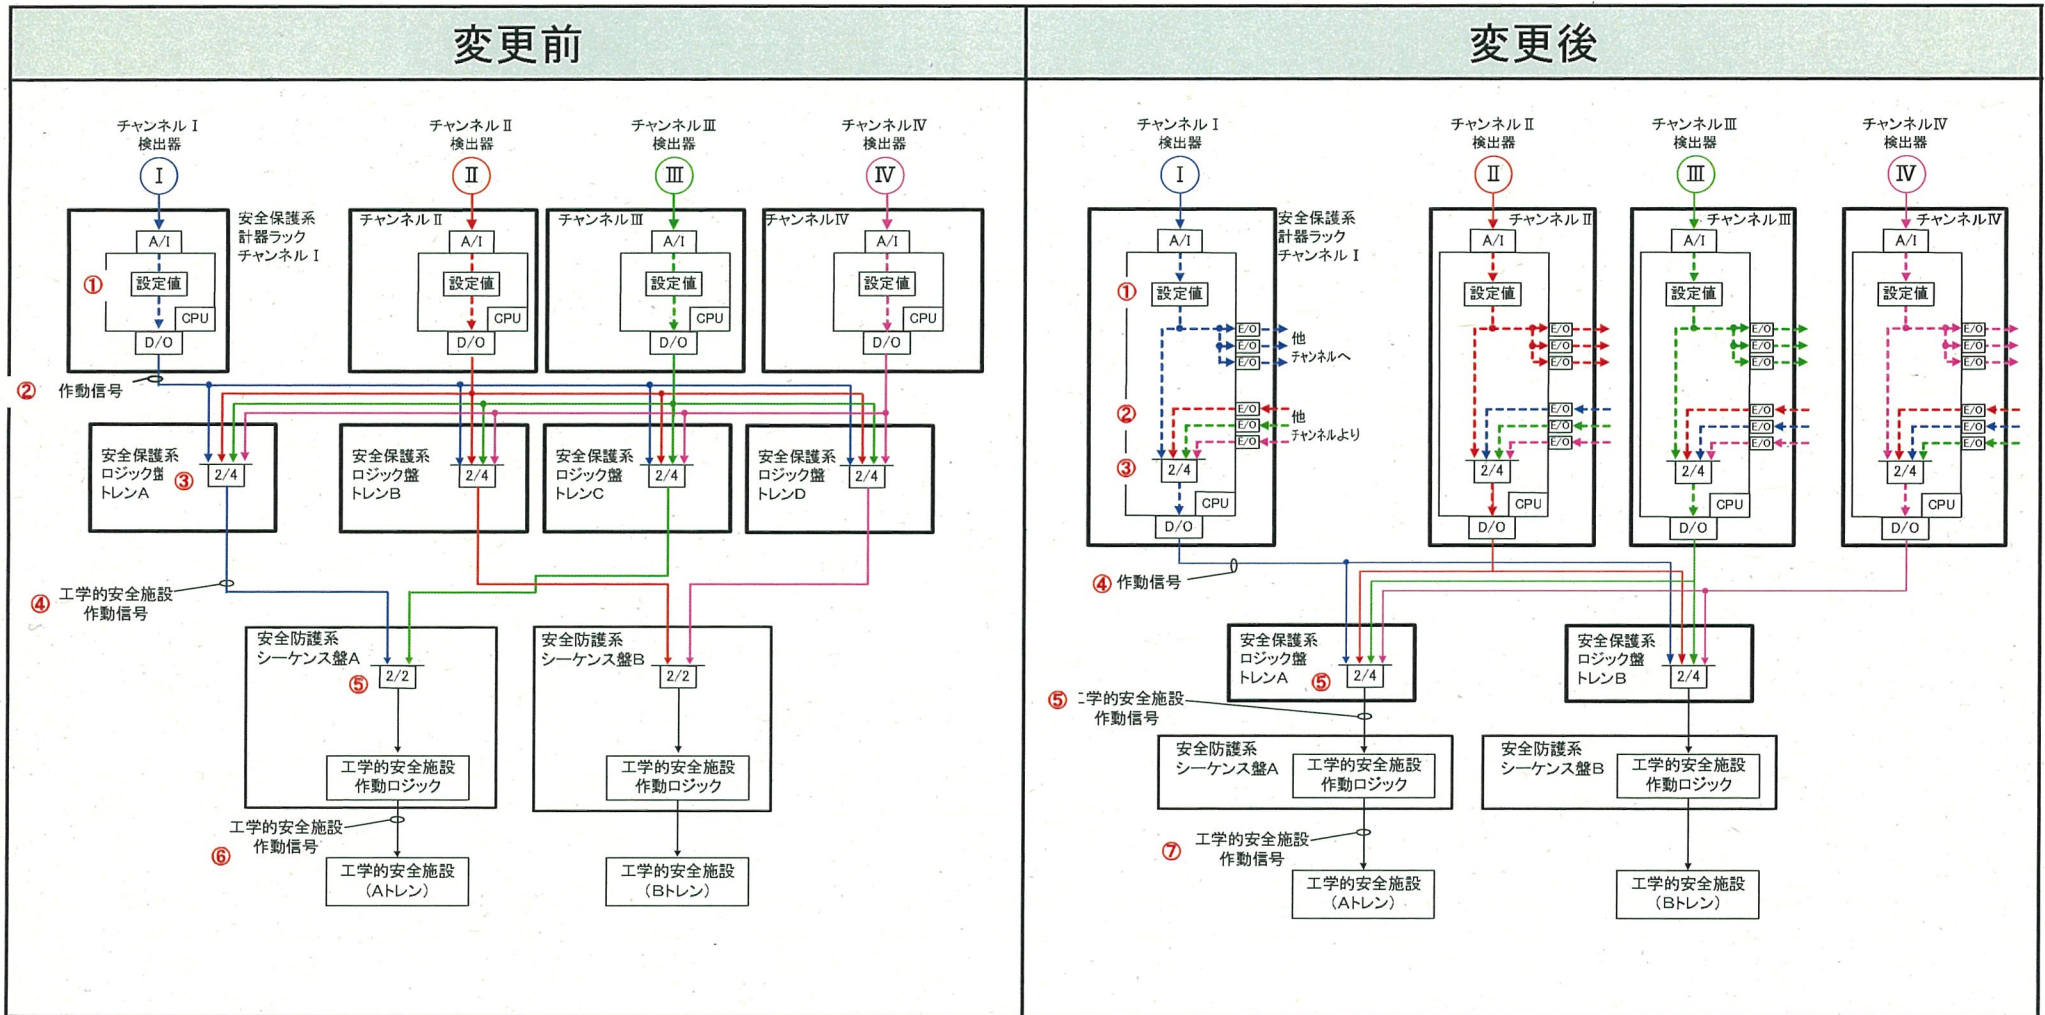 変更前
チャンネルⅠ
検出器
チャンネルⅡ
検出器
チャンネルⅢ
検出器
チャンネルⅣ
検出器
Ⅰ
Ⅱ
Ⅲ
Ⅳ
安全保護系
計器ラック
チャンネルⅠ
チャンネルⅡ
チャンネルⅢ
チャンネルⅣ
A/I
A/I
A/I
A/I
①
設定値
設定値
設定値
設定値
CPU
CPU
CPU
CPU
D/O
D/O
D/O
D/O
② 作動信号
安全保護系
ロジック盤
トレンA
③
2/4
安全保護系
ロジック盤
トレンB
2/4
安全保護系
ロジック盤
トレンC
2/4
安全保護系
ロジック盤
トレンD
2/4
④ 工学的安全施設
作動信号
安全防護系
シーケンス盤A
⑤
2/2
安全防護系
シーケンス盤B
2/2
工学的安全施設
作動ロジック
工学的安全施設
作動ロジック
工学的安全施設
作動信号
⑥
工学的安全施設
(Aトレン)
工学的安全施設
(Bトレン)
変更後
チャンネルⅠ
検出器
チャンネルⅡ
検出器
チャンネルⅢ
検出器
チャンネルⅣ
検出器
Ⅰ
Ⅱ
Ⅲ
Ⅳ
安全保護系
計器ラック
チャンネルⅠ
チャンネルⅡ
チャンネルⅢ
チャンネルⅣ
A/I
A/I
A/I
A/I
①
設定値
設定値
設定値
設定値
E/O
E/O
E/O
他
チャンネルへ
E/O
E/O
E/O
E/O
E/O
E/O
E/O
E/O
E/O
②
E/O
E/O
E/O
他
チャンネルより
E/O
E/O
E/O
E/O
E/O
E/O
E/O
E/O
E/O
③
2/4
2/4
2/4
2/4
CPU
CPU
CPU
CPU
D/O
D/O
D/O
D/O
④ 作動信号
安全保護系
ロジック盤
トレンA
⑤
2/4
安全保護系
ロジック盤
トレンB
2/4
⑤
学的安全施設
作動信号
安全防護系
シーケンス盤A
工学的安全施設
作動ロジック
安全防護系
シーケンス盤B
工学的安全施設
作動ロジック
工学的安全施設
作動信号
⑦
工学的安全施設
(Aトレン)
工学的安全施設
(Bトレン)